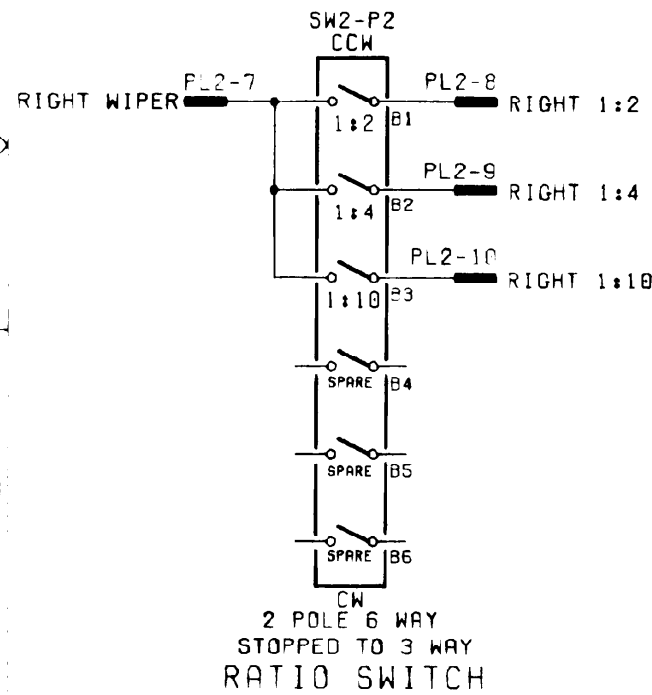 SW2-P2
CCW
RIGHT WIPER PL2-7
1:2 B1 PL2-8 RIGHT 1:2
1:4 B2 PL2-9 RIGHT 1:4
1:10 B3 PL2-10 RIGHT 1:10
SPARE B4
SPARE B5
SPARE B6
CW
2 POLE 6 WAY
STOPPED TO 3 WAY
RATIO SWITCH